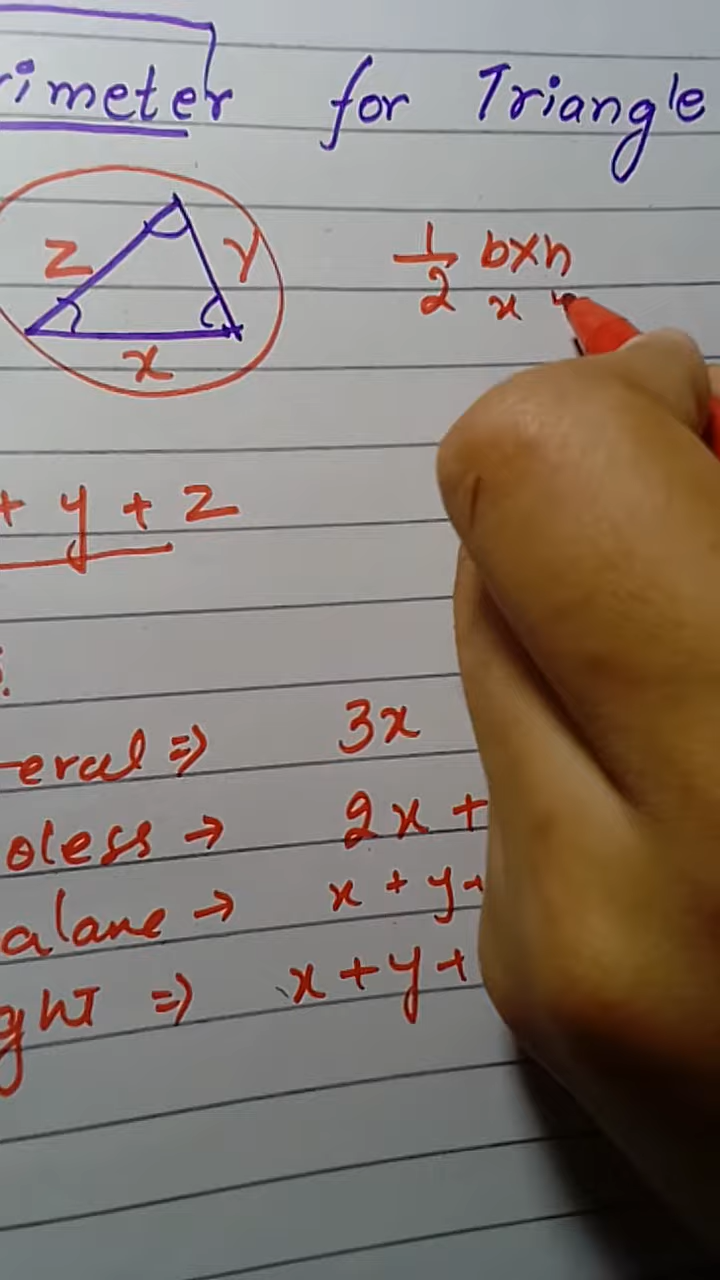 rimeter for Triangle
z y
x
1/2 b×h
x
+ y + z
eral => 3x
oless → 2x +
alane → x + y +
ght => x + y +